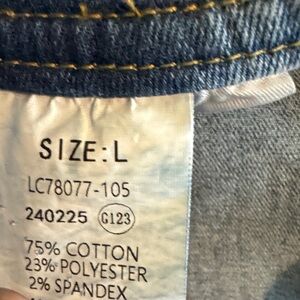 SIZE:L
LC78077-105
240225 G123
75% COTTON
23% POLYESTER
2% SPANDEX